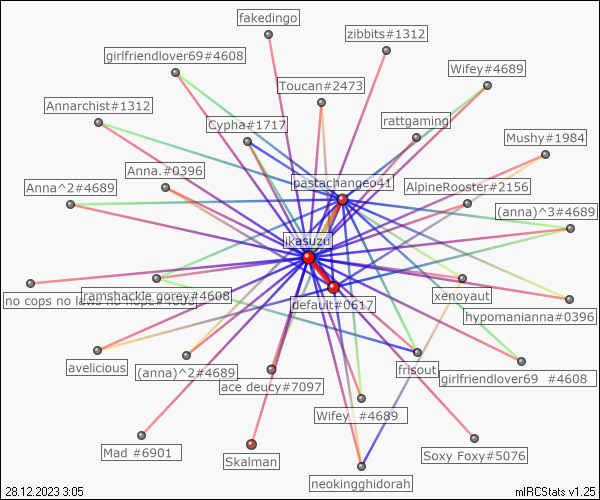 fakedingo
zibbits#1312
girlfriendlover69#4608
Wifey#4689
Toucan#2473
Annarchist#1312
rattgaming
Cypha#1717
Mushy#1984
Anna.#0396
pastachangeo41
Anna^2#4689
AlpineRooster#2156
(anna)^3#4689
ikasuzu
no cops no laws no hope#
ramshackle gorey#4608
default#0617
xenoyaut
hypomanianna#0396
avelicious
(anna)^2#4689
ace deucy#7097
frisout
girlfriendlover69 #4608
Wifey #4689
Mad #6901
Skalman
Soxy Foxy#5076
neokingghidorah
28.12.2023 3:05
mIRCStats v1.25